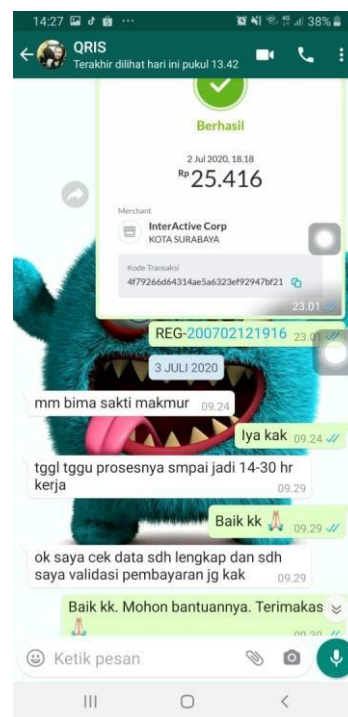 14:27
38%
QRIS
Terakhir dilihat hari ini pukul 13.42
Berhasil
2 Jul 2020, 18.18
Rp25.416
Merchant
InterActive Corp
KOTA SURABAYA
Kode Transaksi
4f79266d64314ae5a6323ef92947bf21
23.01
REG-200702121916 23.01
3 JULI 2020
mm bima sakti makmur 09.24
Iya kak 09.24
tggl tggu prosesnya smpai jadi 14-30 hr
kerja 09.29
Baik kk 🙏 09.29
ok saya cek data sdh lengkap dan sdh
saya validasi pembayaran jg kak 09.29
Baik kk. Mohon bantuannya. Terimakas
🙏 09.30
Ketik pesan